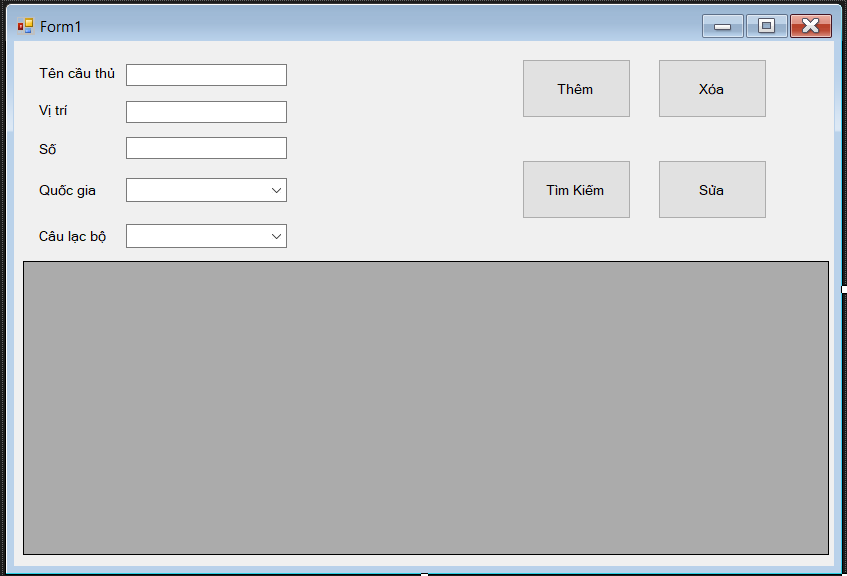 Form1
Tên cầu thủ
Vị trí
Số
Quốc gia
Câu lạc bộ
Thêm
Xóa
Tìm Kiếm
Sửa